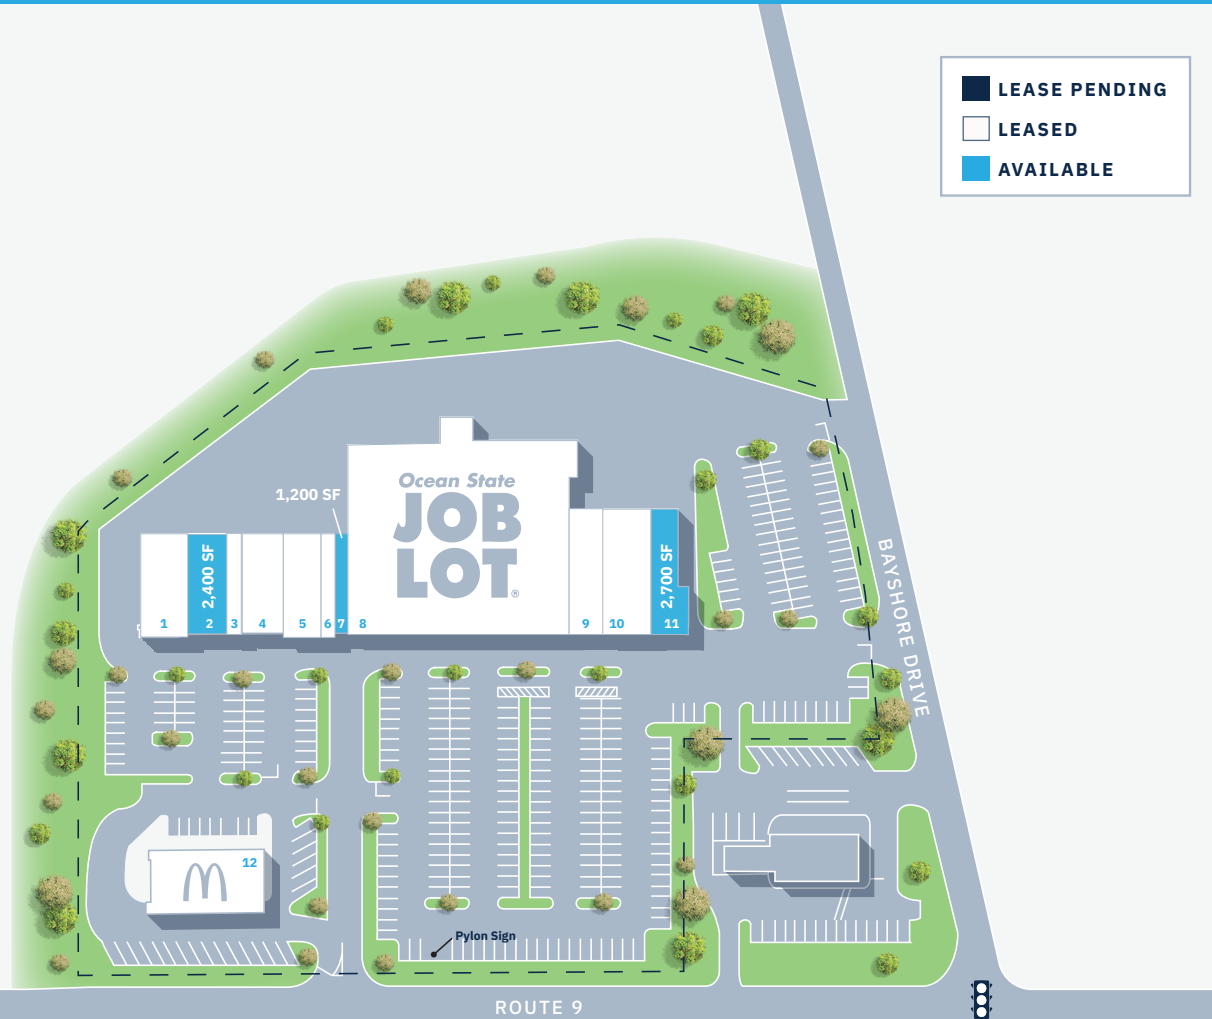 LEASE PENDING
LEASED
AVAILABLE
Ocean State
JOB
LOT®
1,200 SF
2,400 SF
2,700 SF
1
2
3
4
5
6
7
8
9
10
11
BAYSHORE DRIVE
12
Pylon Sign
ROUTE 9